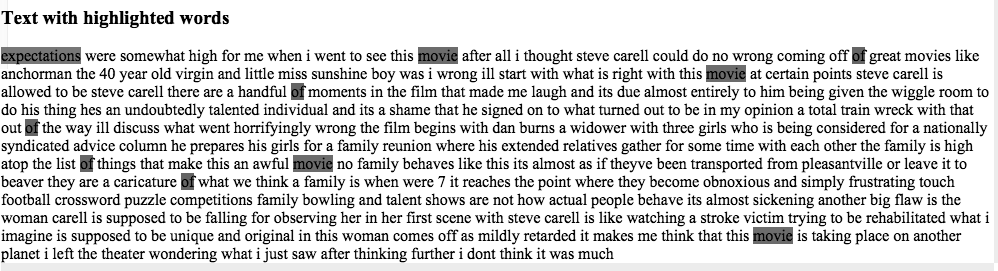 Text with highlighted words
expectations were somewhat high for me when i went to see this movie after all i thought steve carell could do no wrong coming off of great movies like
anchorman the 40 year old virgin and little miss sunshine boy was i wrong ill start with what is right with this movie at certain points steve carell is
allowed to be steve carell there are a handful of moments in the film that made me laugh and its due almost entirely to him being given the wiggle room to
do his thing hes an undoubtedly talented individual and its a shame that he signed on to what turned out to be in my opinion a total train wreck with that
out of the way ill discuss what went horrifyingly wrong the film begins with dan burns a widower with three girls who is being considered for a nationally
syndicated advice column he prepares his girls for a family reunion where his extended relatives gather for some time with each other the family is high
atop the list of things that make this an awful movie no family behaves like this its almost as if theyve been transported from pleasantville or leave it to
beaver they are a caricature of what we think a family is when were 7 it reaches the point where they become obnoxious and simply frustrating touch
football crossword puzzle competitions family bowling and talent shows are not how actual people behave its almost sickening another big flaw is the
woman carell is supposed to be falling for observing her in her first scene with steve carell is like watching a stroke victim trying to be rehabilitated what i
imagine is supposed to be unique and original in this woman comes off as mildly retarded it makes me think that this movie is taking place on another
planet i left the theater wondering what i just saw after thinking further i dont think it was much